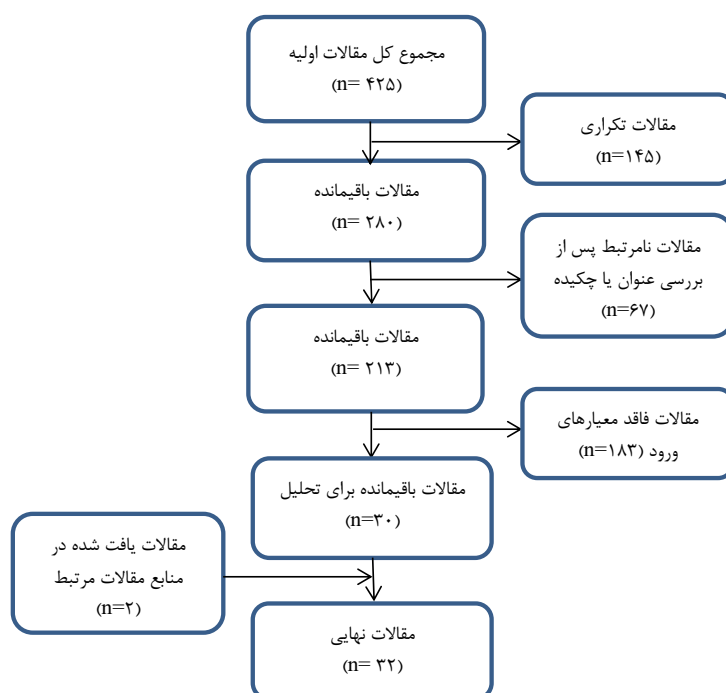 مجموع کل مقالات اولیه
(n= ۴۲۵)
مقالات تکراری
(n=۱۴۵)
مقالات باقیمانده
(n= ۲۸۰)
مقالات نامرتبط پس از
بررسی عنوان یا چکیده
(n=۶۷)
مقالات باقیمانده
(n= ۲۱۳)
مقالات فاقد معیارهای
ورود (n=۱۸۳)
مقالات باقیمانده برای تحلیل
(n=۳۰)
مقالات یافت شده در
منابع مقالات مرتبط
(n=۲)
مقالات نهایی
(n= ۳۲)